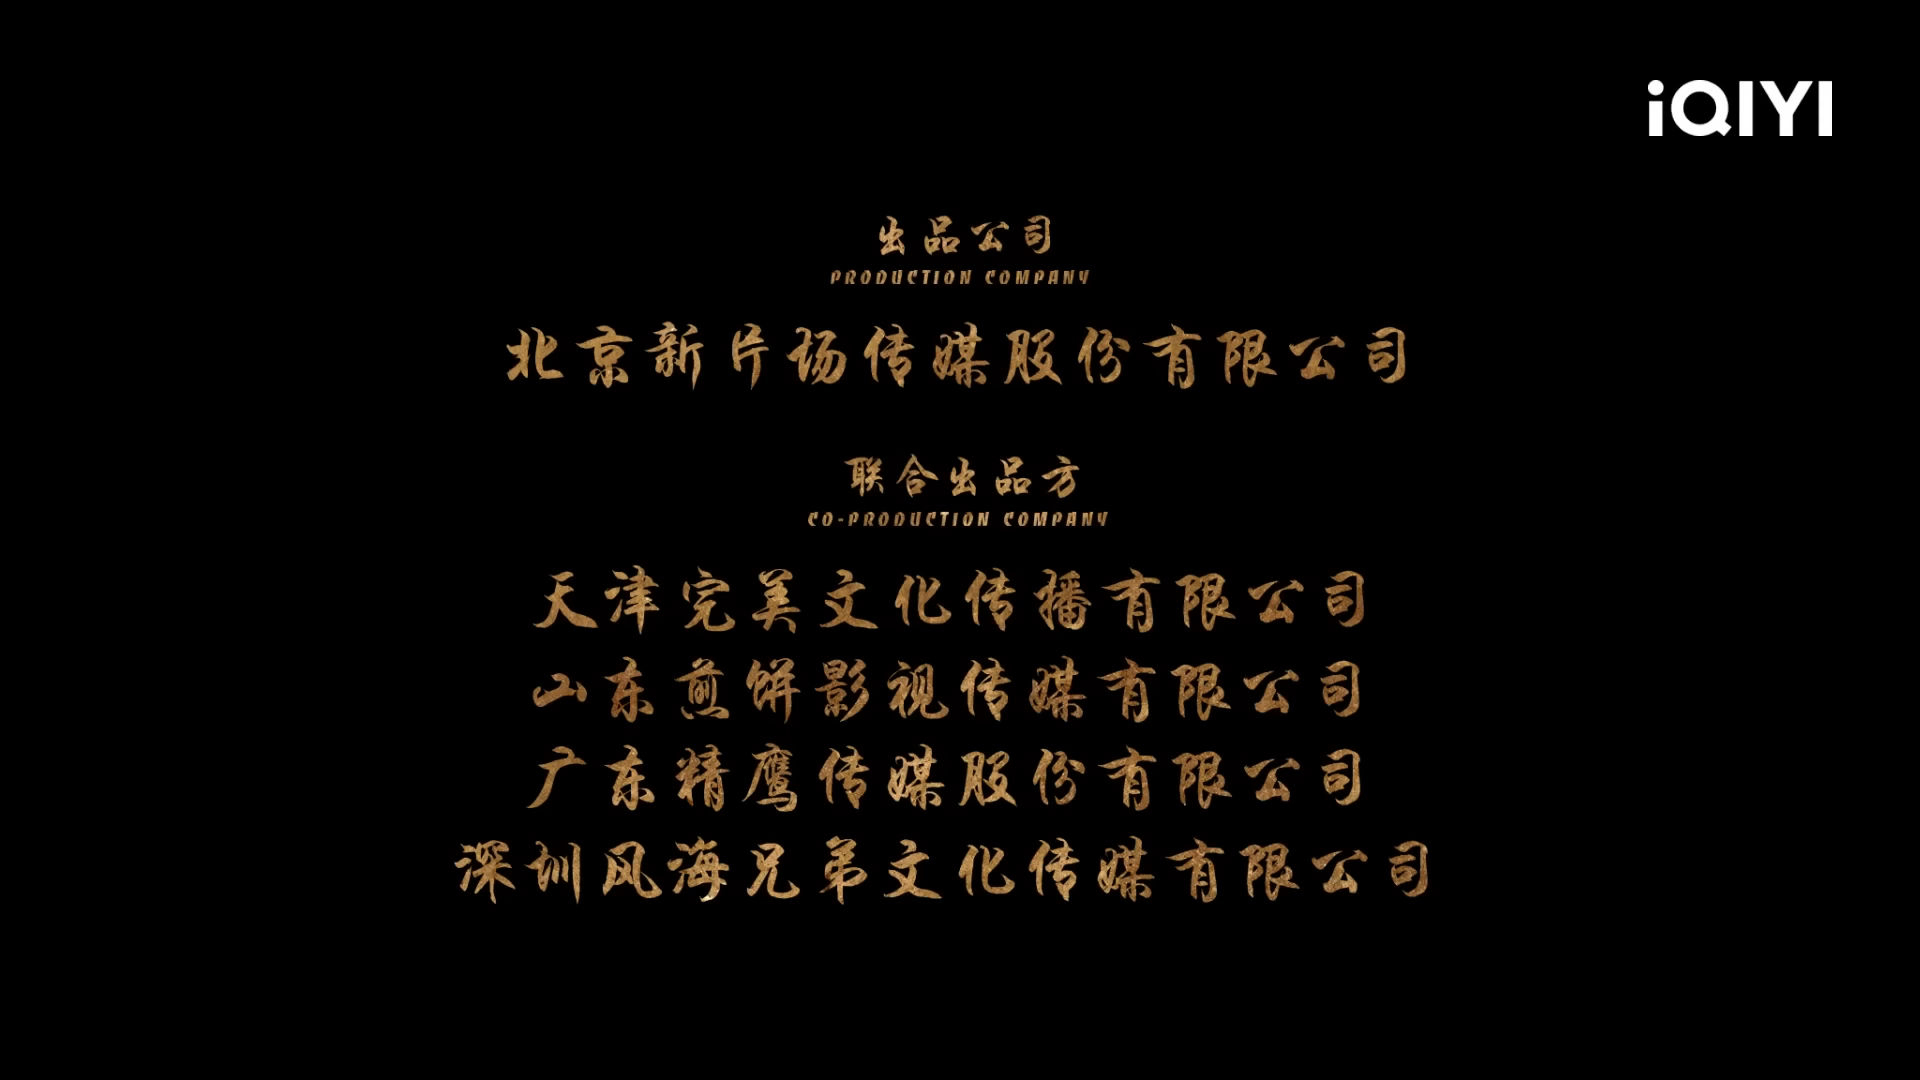 iQIYI
出品公司
PRODUCTION COMPANY
北京新片场传媒股份有限公司
联合出品方
CO-PRODUCTION COMPANY
天津完美文化传播有限公司
山东煎饼影视传媒有限公司
广东精鹰传媒股份有限公司
深圳风海兄弟文化传媒有限公司